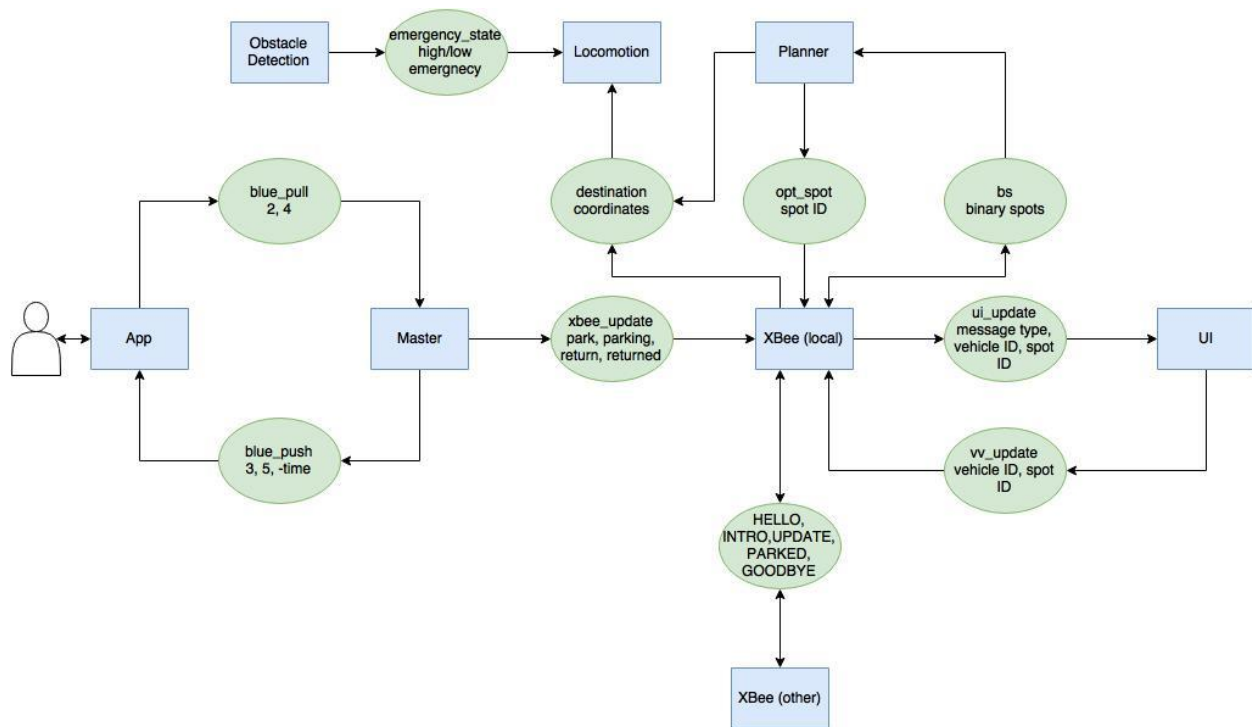 Obstacle
Detection
emergency_state
high/low
emergnecy
Locomotion
Planner
blue_pull
2, 4
destination
coordinates
opt_spot
spot ID
bs
binary spots
App
Master
xbee_update
park, parking,
return, returned
XBee (local)
ui_update
message type,
vehicle ID, spot
ID
UI
blue_push
3, 5, -time
vv_update
vehicle ID, spot
ID
HELLO,
INTRO,UPDATE,
PARKED,
GOODBYE
XBee (other)